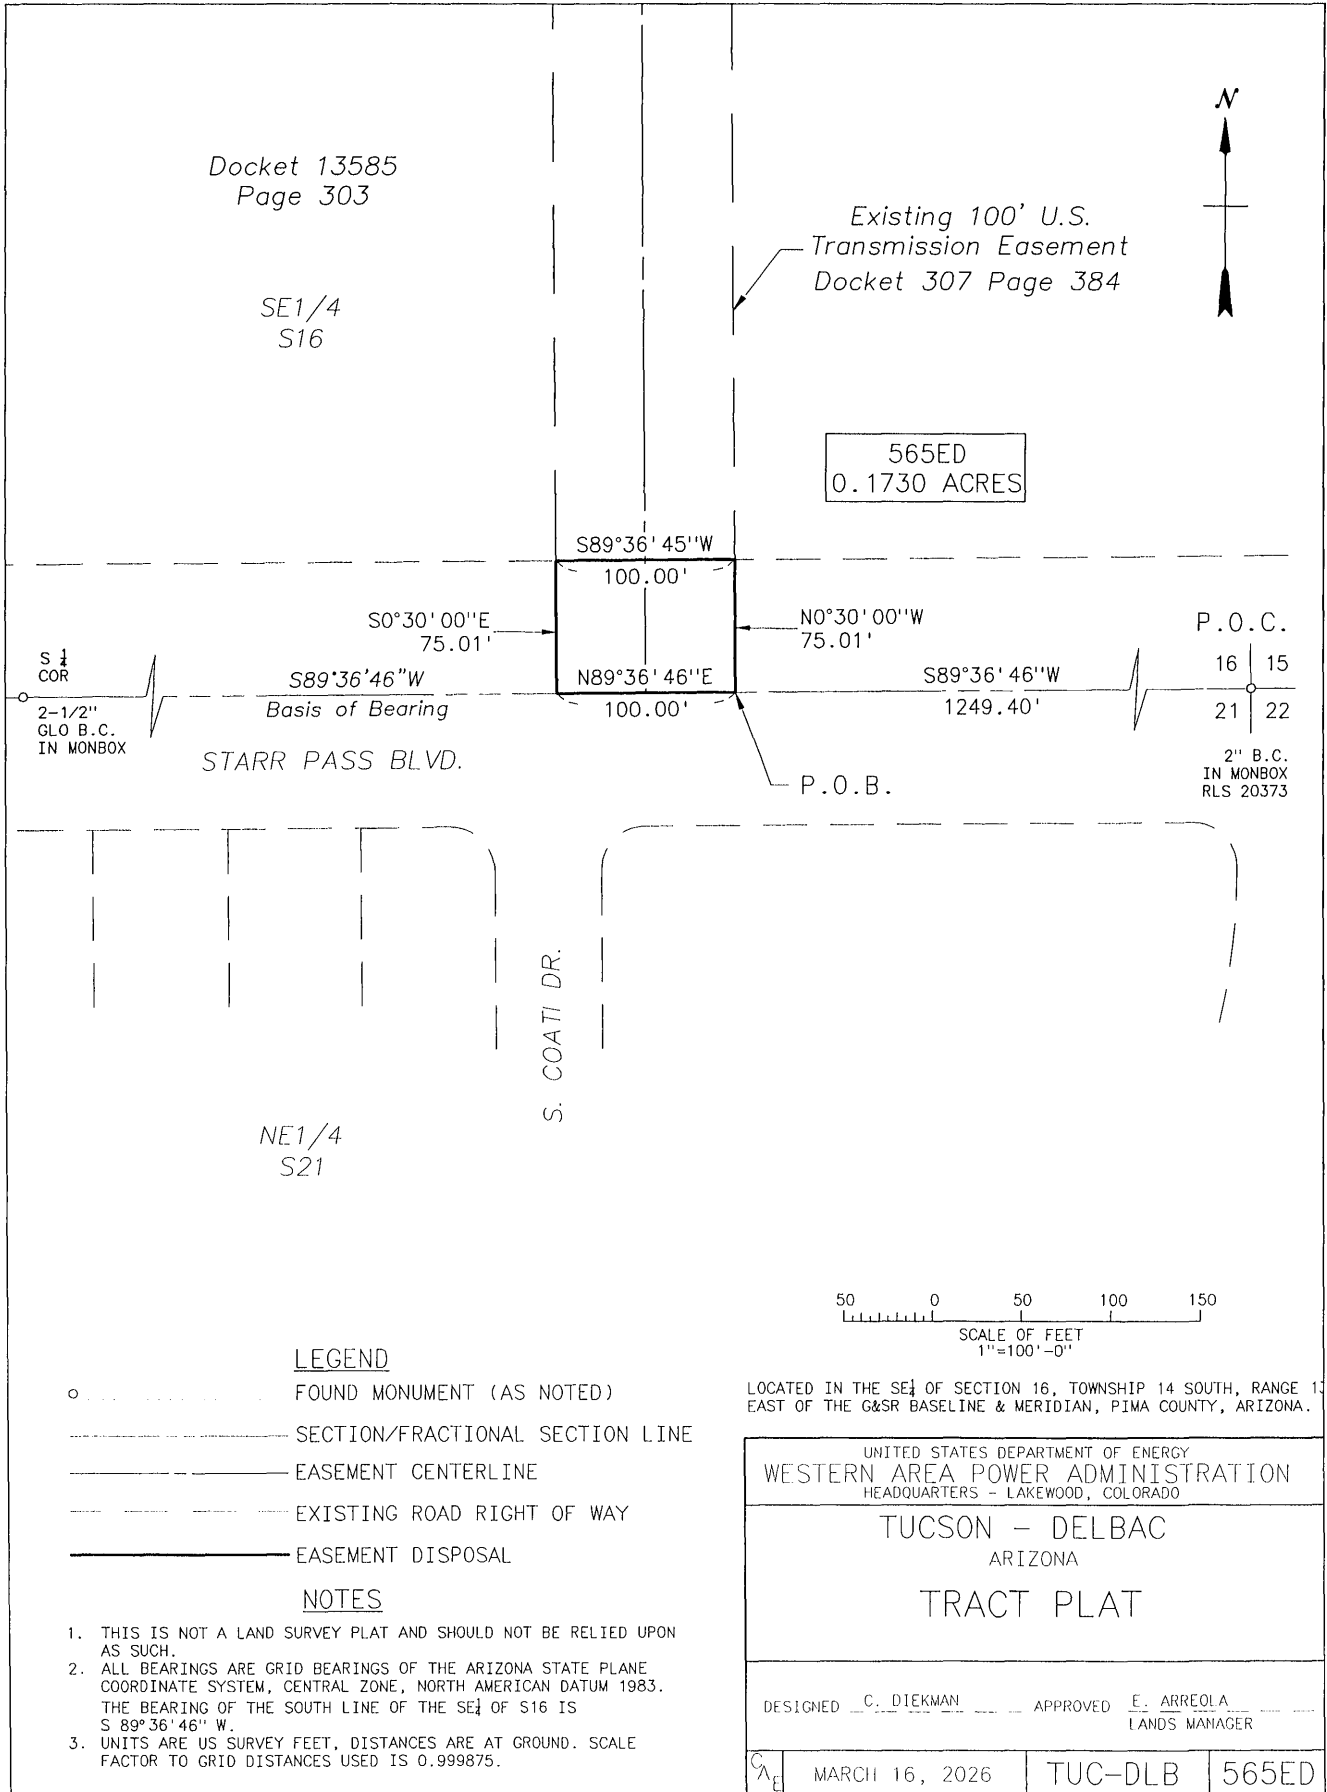 N
Docket 13585
Page 303
Existing 100' U.S.
Transmission Easement
Docket 307 Page 384
SE1/4
S16
565ED
0.1730 ACRES
S89°36'45"W
100.00'
S0°30'00"E
75.01'
N0°30'00"W
75.01'
P.O.C.
S 1/4
COR
S89°36'46"W
Basis of Bearing
N89°36'46"E
100.00'
S89°36'46"W
1249.40'
16 15
21 22
2-1/2"
GLO B.C.
IN MONBOX
STARR PASS BLVD.
P.O.B.
2" B.C.
IN MONBOX
RLS 20373
S. COATI DR.
NE1/4
S21
50 0 50 100 150
SCALE OF FEET
1"=100'-0"
LEGEND
FOUND MONUMENT (AS NOTED)
SECTION/FRACTIONAL SECTION LINE
EASEMENT CENTERLINE
EXISTING ROAD RIGHT OF WAY
EASEMENT DISPOSAL
NOTES
1. THIS IS NOT A LAND SURVEY PLAT AND SHOULD NOT BE RELIED UPON
AS SUCH.
2. ALL BEARINGS ARE GRID BEARINGS OF THE ARIZONA STATE PLANE
COORDINATE SYSTEM, CENTRAL ZONE, NORTH AMERICAN DATUM 1983.
THE BEARING OF THE SOUTH LINE OF THE SE1/4 OF S16 IS
S 89°36'46" W.
3. UNITS ARE US SURVEY FEET, DISTANCES ARE AT GROUND. SCALE
FACTOR TO GRID DISTANCES USED IS 0.999875.
LOCATED IN THE SE1/4 OF SECTION 16, TOWNSHIP 14 SOUTH, RANGE
EAST OF THE G&SR BASELINE & MERIDIAN, PIMA COUNTY, ARIZONA.
UNITED STATES DEPARTMENT OF ENERGY
WESTERN AREA POWER ADMINISTRATION
HEADQUARTERS - LAKEWOOD, COLORADO
TUCSON - DELBAC
ARIZONA
TRACT PLAT
DESIGNED C. DIEKMAN APPROVED E. ARREOLA
LANDS MANAGER
MARCH 16, 2026 TUC-DLB 565ED